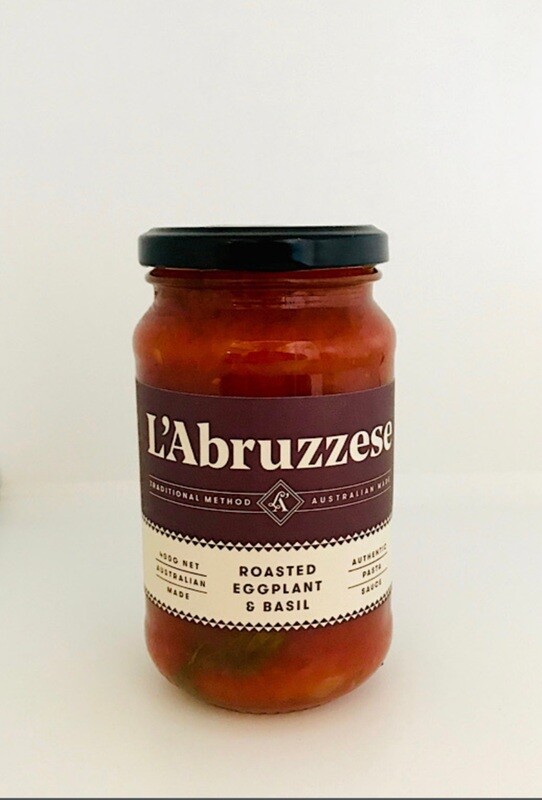 L'Abruzzese
TRADITIONAL METHOD LA' AUSTRALIAN MADE
400G NET
AUSTRALIAN
MADE
ROASTED
EGGPLANT
& BASIL
AUTHENTIC
PASTA
SAUCE